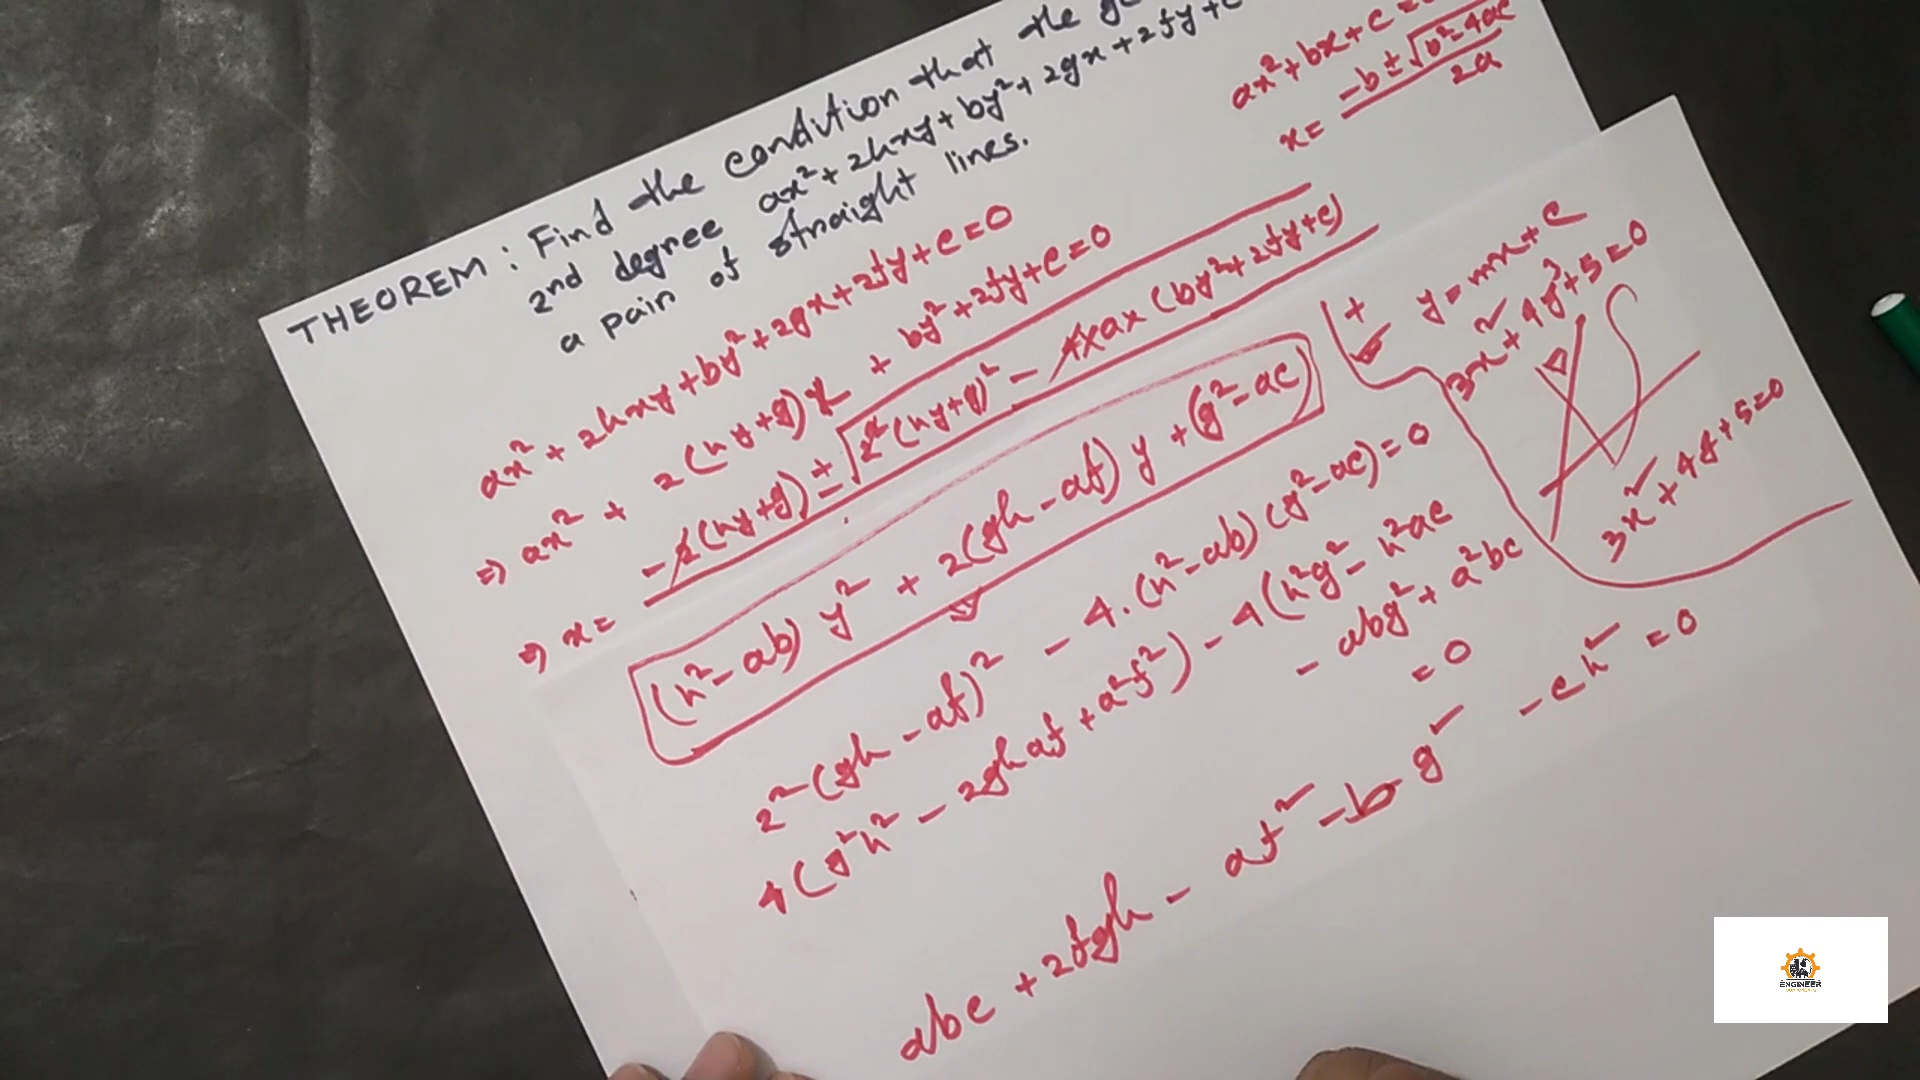 THEOREM : Find the condition that the
2nd degree ax²+2hxy+by²+2gx+2fy+c
a pair of straight lines.
ax²+bx+c=
x= -b±√b²-4ac
2a
ax²+2hxy+by²+2gx+2fy+c=0
⇒ ax² + 2(hy+g)x + by²+2fy+c=0
⇒ x= -2(hy+g)±√2²(hy+g)² - 4xax(by²+2fy+c)
(h²-ab)y² + 2(gh-af)y + (g²-ac)
2²(gh-af)² - 4.(h²-ab)(g²-ac)=0
4(g²h² - 2ghaf + a²f²) - 4(h²g² - h²ac
- abg² + a²bc
= 0
abc + 2fgh - af² - bg² - ch² = 0
y=mx+c
3x²+4y³+5=0
3x²+4y+5=0
ENGINEER